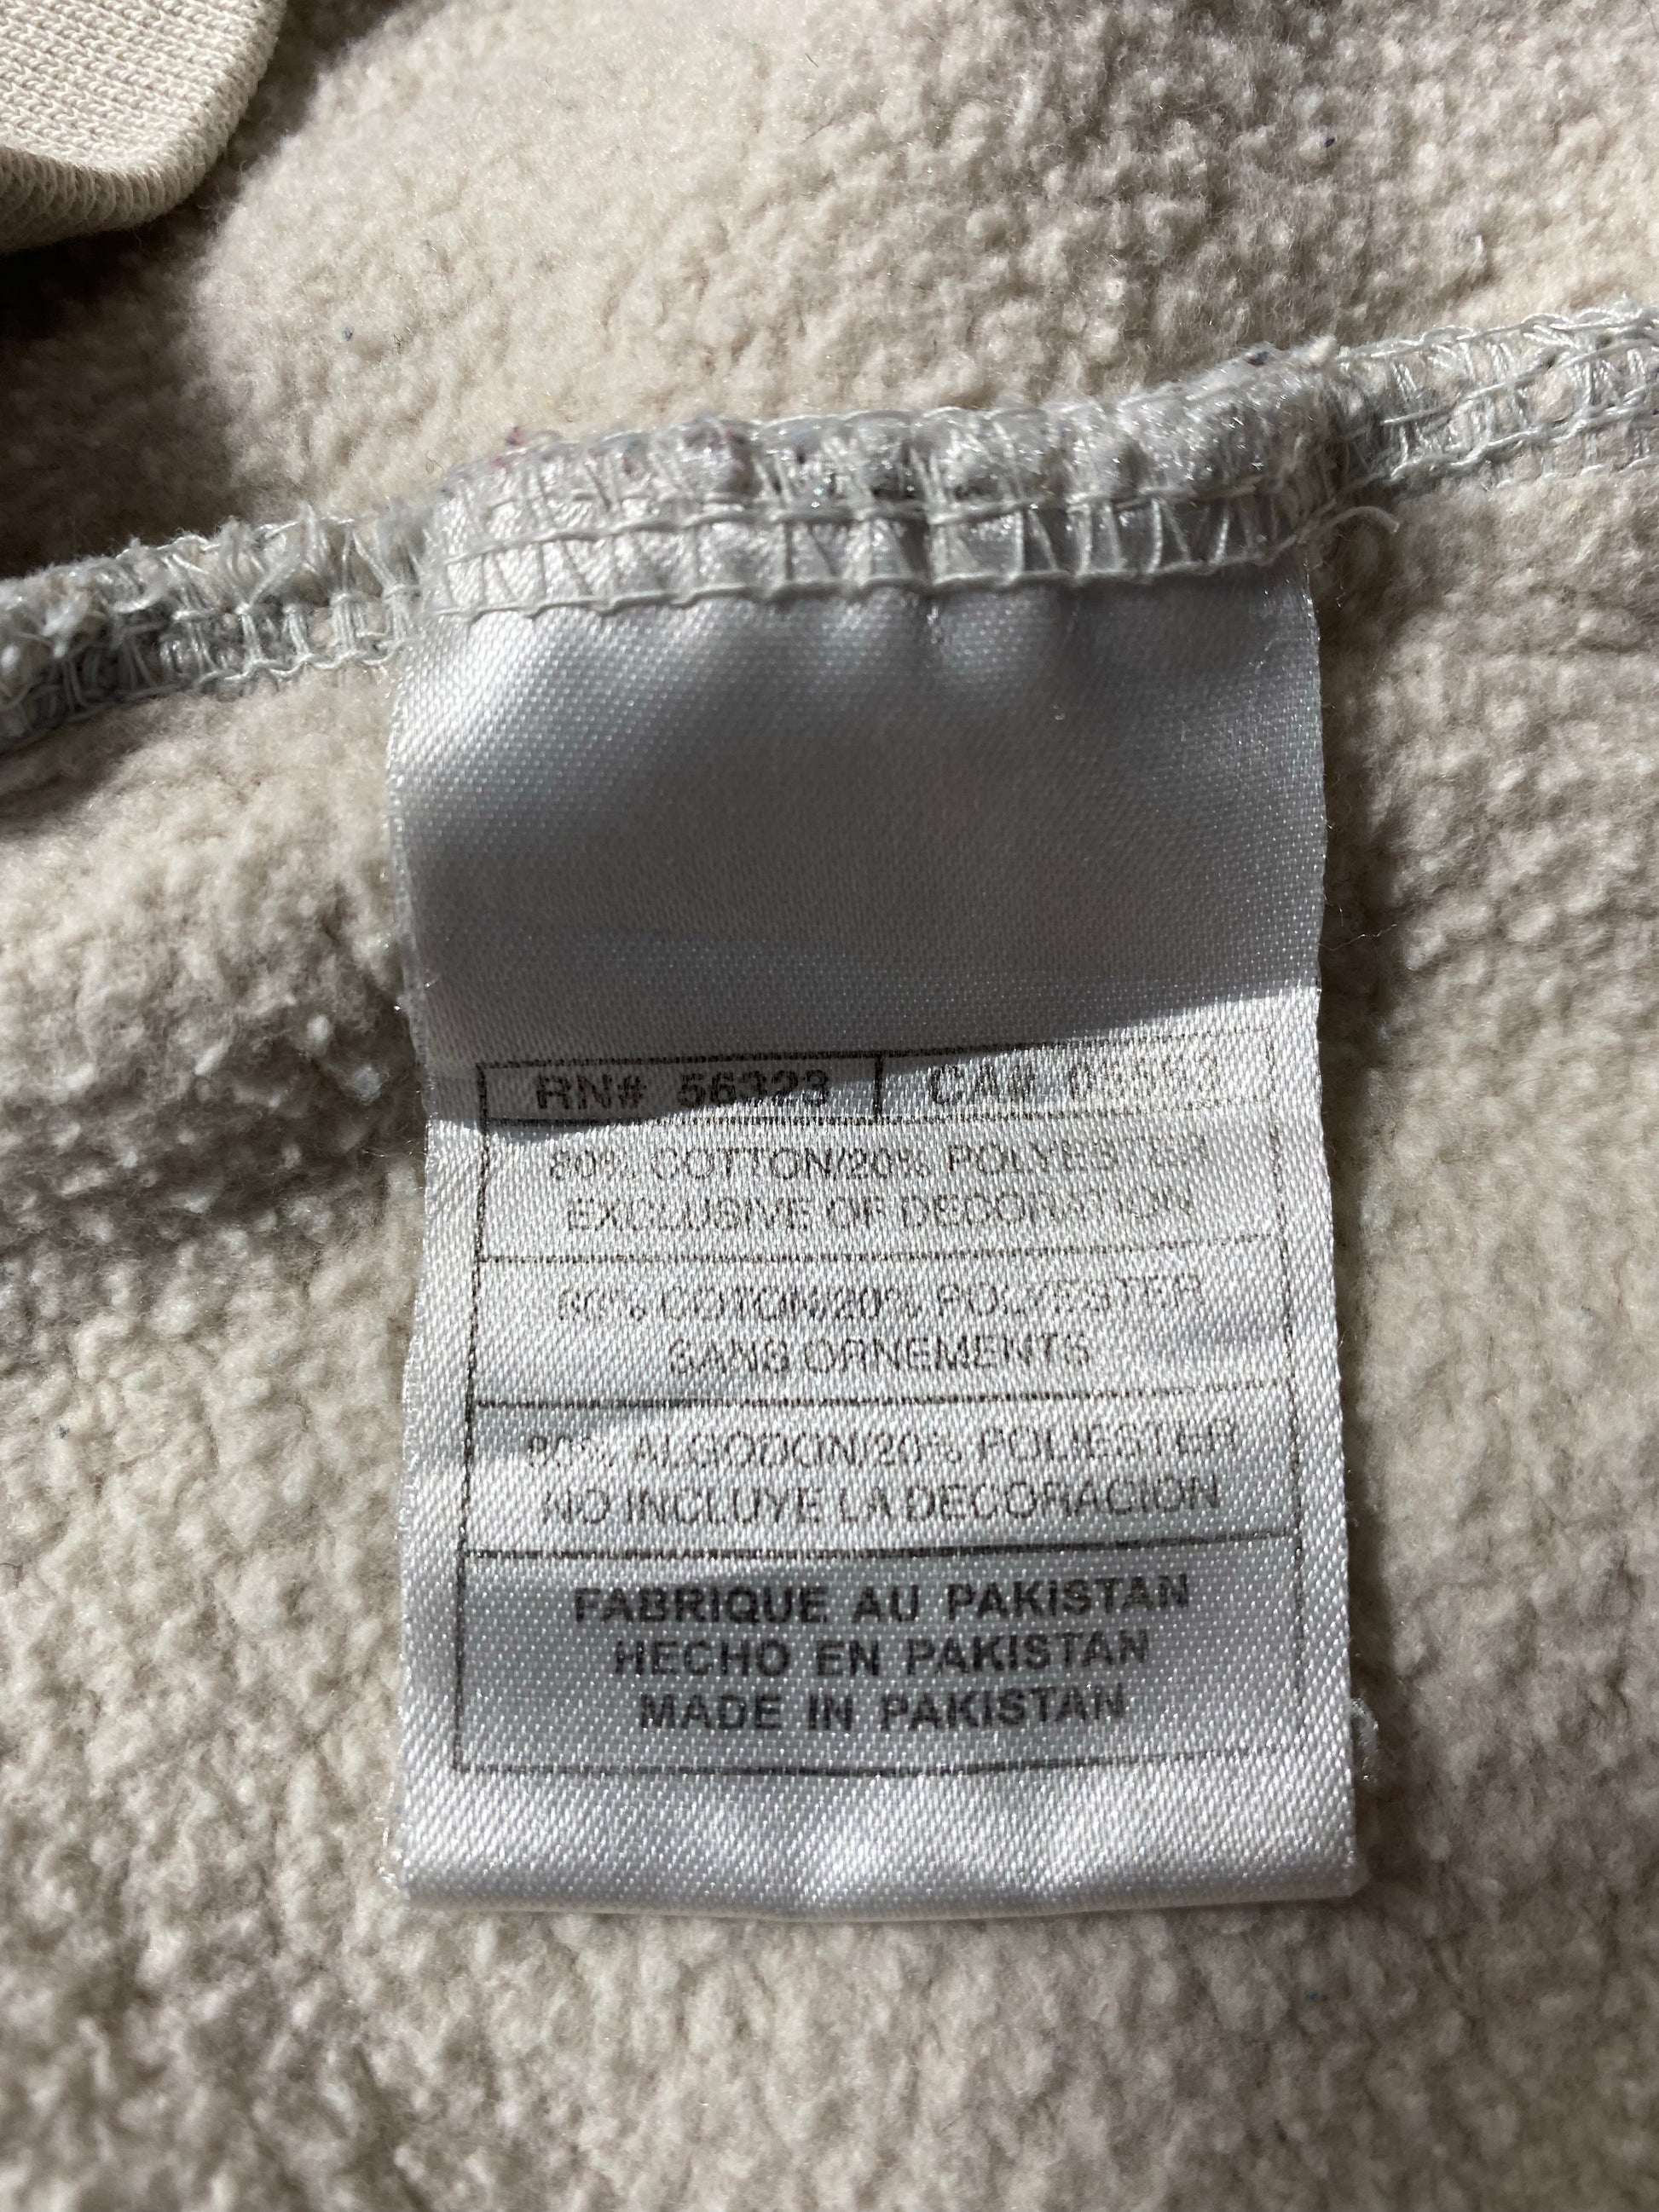 RN# 56323 CA#
80% COTTON/20% POLYESTER
EXCLUSIVE OF DECORATION
80% COTON/20% POLYESTER
SANS ORNEMENTS
80% ALGODON/20% POLIESTER
NO INCLUYE LA DECORACION
FABRIQUE AU PAKISTAN
HECHO EN PAKISTAN
MADE IN PAKISTAN